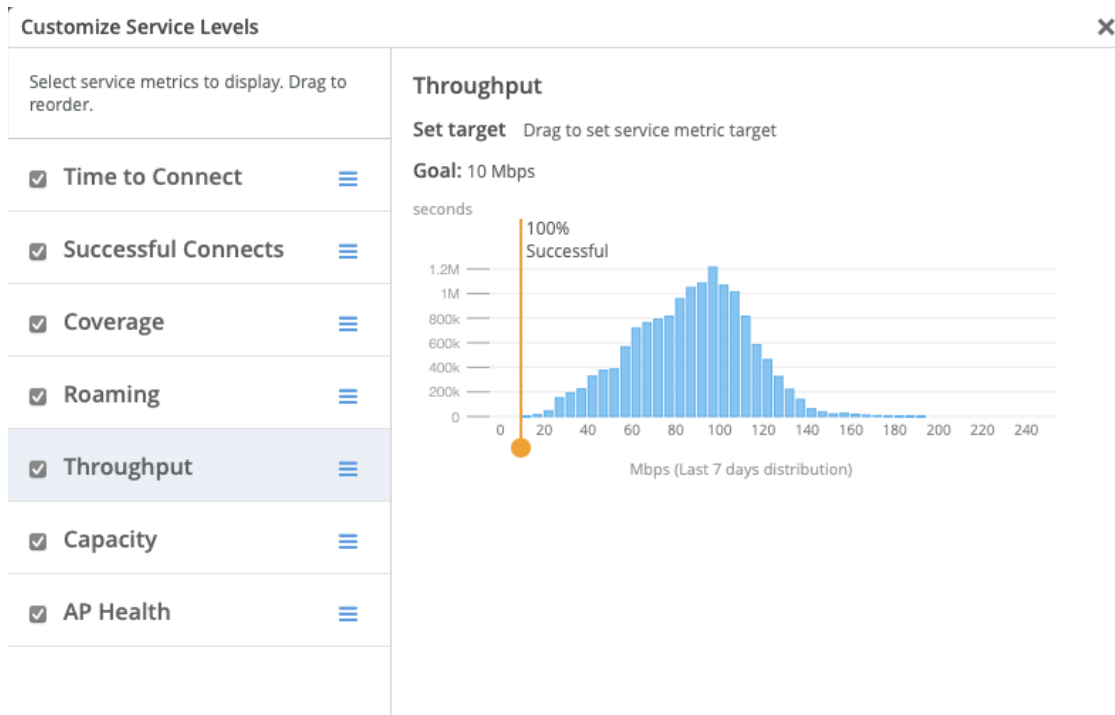 Customize Service Levels
Select service metrics to display. Drag to
reorder.
Time to Connect
Successful Connects
Coverage
Roaming
Throughput
Capacity
AP Health
Throughput
Set target Drag to set service metric target
Goal: 10 Mbps
seconds
100%
Successful
1.2M
1M
800k
600k
400k
200k
0
0 20 40 60 80 100 120 140 160 180 200 220 240
Mbps (Last 7 days distribution)